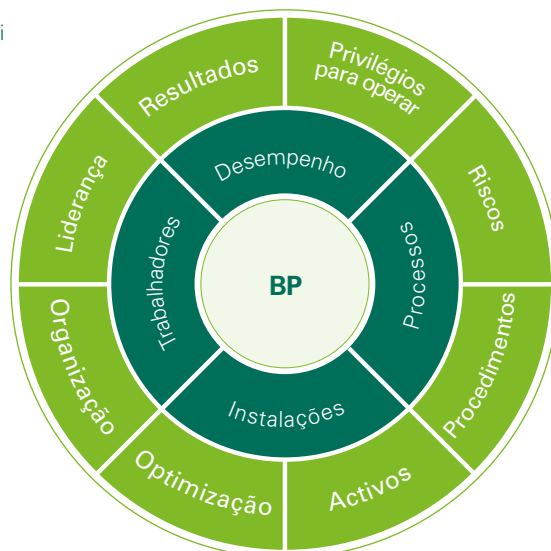 i
Resultados
Privilégios
para operar
Riscos
Procedimentos
Activos
Optimização
Organização
Liderança
Desempenho
Processos
Instalações
Trabalhadores
BP